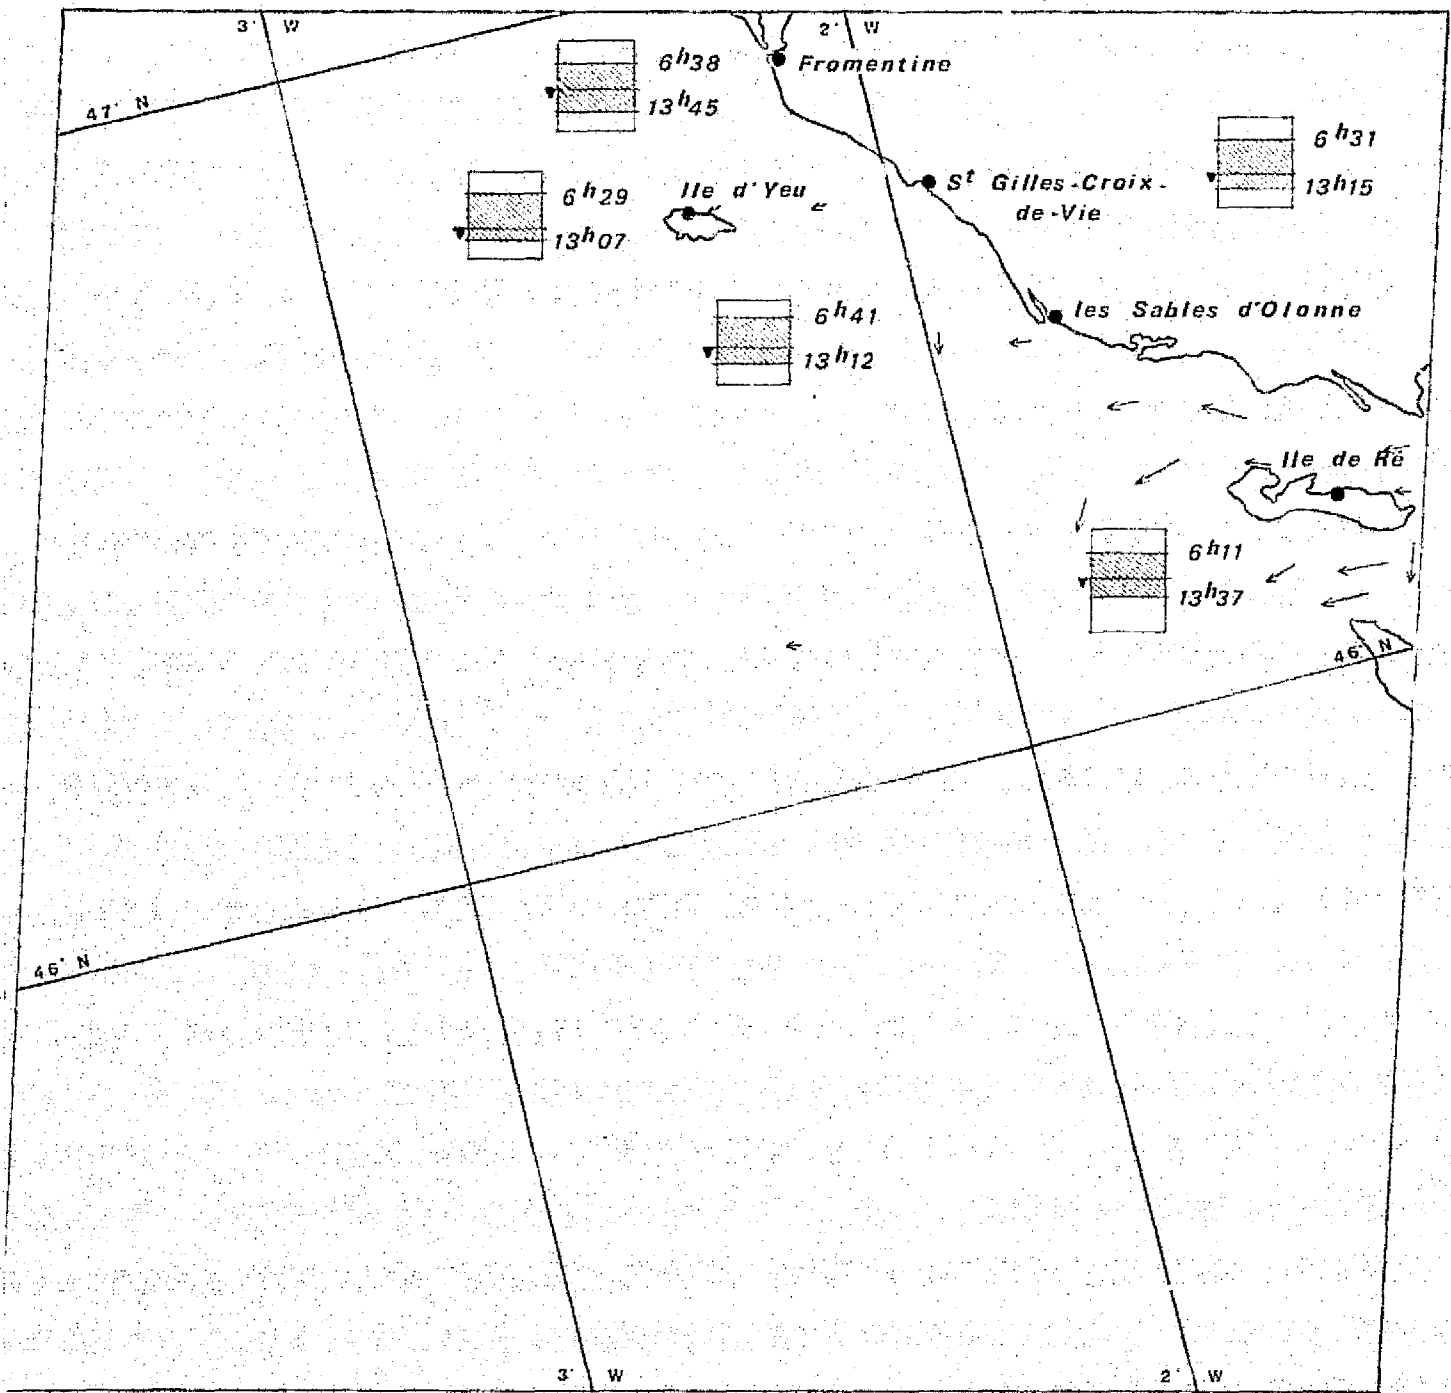 3° W
2° W
6h38
Fromentine
47° N
13h45
6h31
6h29
Ile d'Yeu
St Gilles-Croix-
13h15
de-Vie
13h07
6h41
les Sables d'Olonne
13h12
Ile de Ré
6h11
13h37
46° N
46° N
3° W
2° W